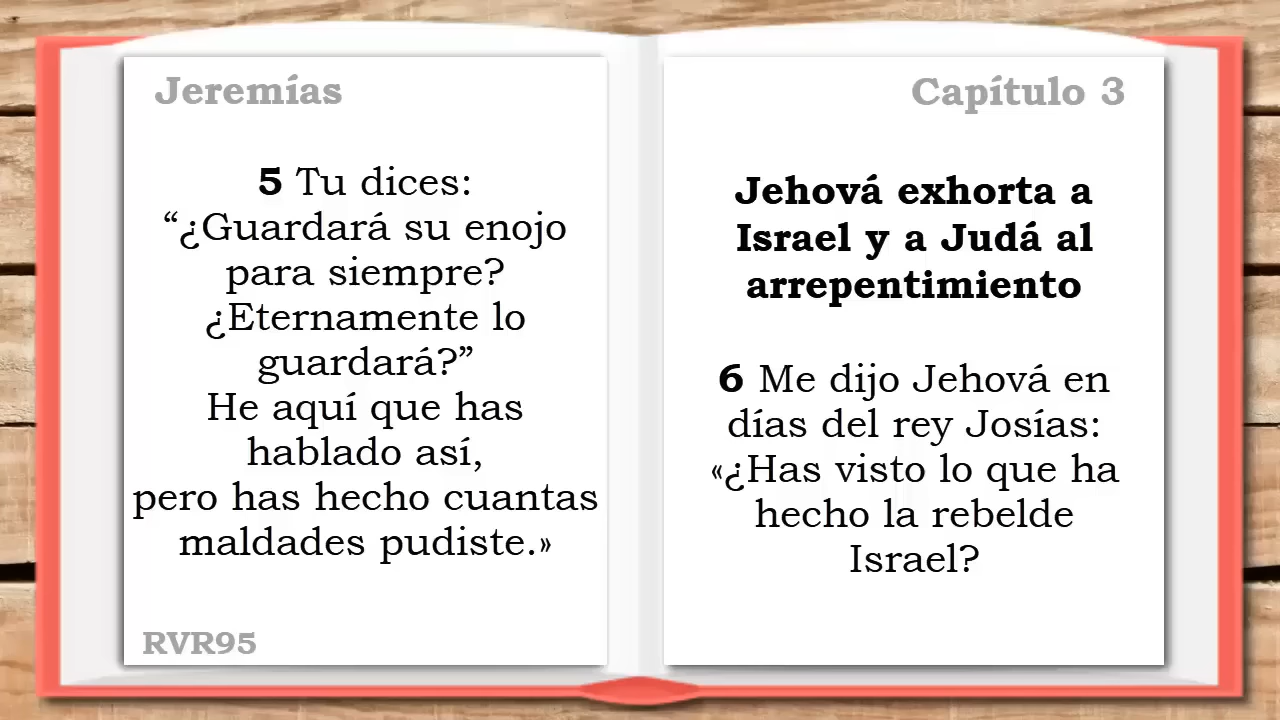 Jeremías
5 Tu dices:
“¿Guardará su enojo
para siempre?
¿Eternamente lo
guardará?”
He aquí que has
hablado así,
pero has hecho cuantas
maldades pudiste.»
RVR95
Capítulo 3
Jehová exhorta a
Israel y a Judá al
arrepentimiento
6 Me dijo Jehová en
días del rey Josías:
«¿Has visto lo que ha
hecho la rebelde
Israel?